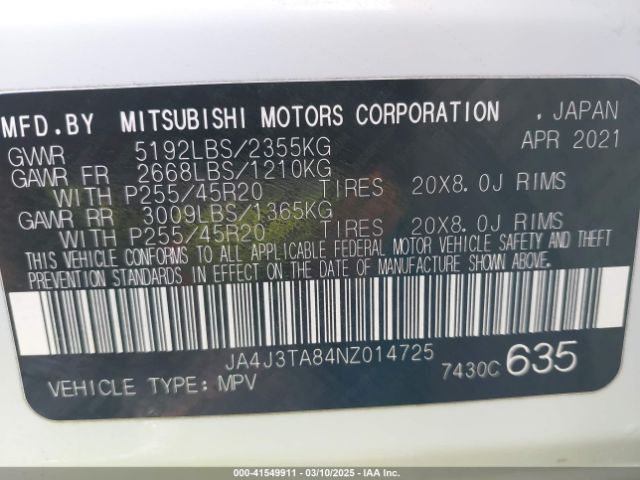 MFD.BY MITSUBISHI MOTORS CORPORATION , JAPAN
APR 2021
GVWR 5192LBS/2355KG
GAWR FR 2668LBS/1210KG
WITH P255/45R20 TIRES 20X8.0J RIMS
GAWR RR 3009LBS/1365KG
WITH P255/45R20 TIRES 20X8.0J RIMS
THIS VEHICLE CONFORMS TO ALL APPLICABLE FEDERAL MOTOR VEHICLE SAFETY AND THEFT
PREVENTION STANDARDS IN EFFECT ON THE DATE OF MANUFACTURE SHOWN ABOVE.
JA4J3TA84NZ014725
7430C 635
VEHICLE TYPE: MPV
000-41549911 - 03/10/2025 - IAA, Inc.